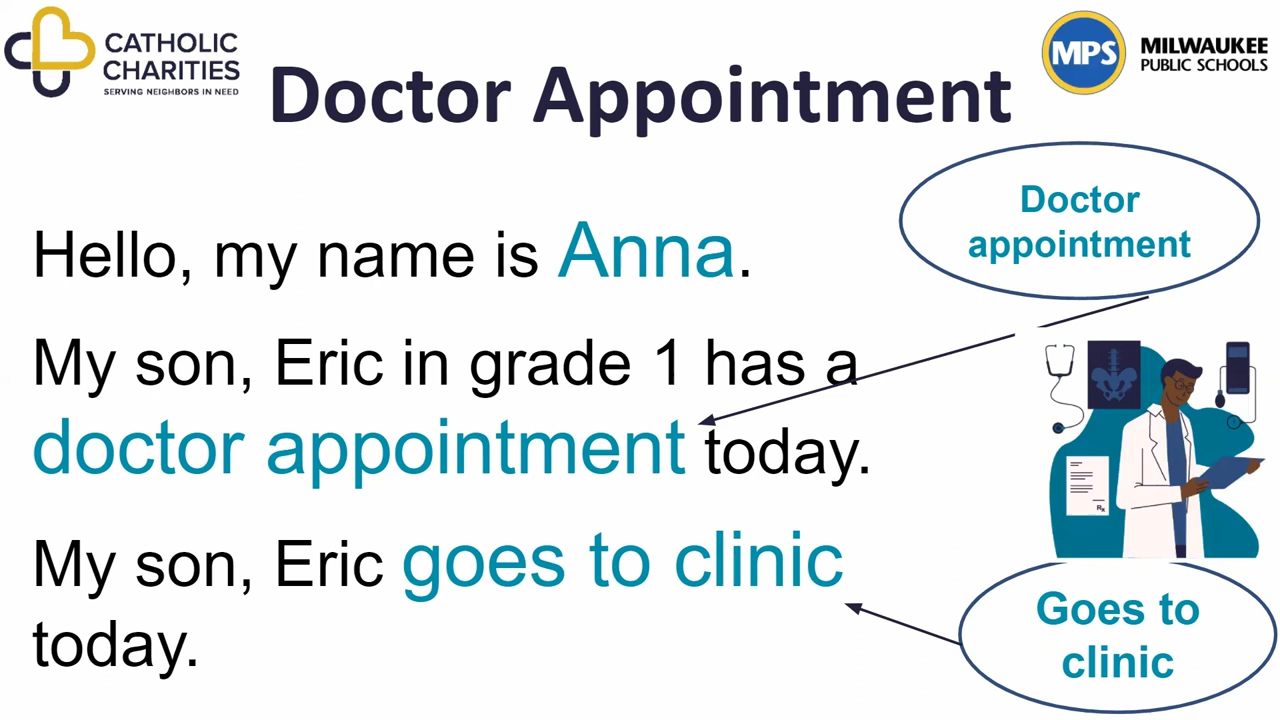 CATHOLIC
CHARITIES
SERVING NEIGHBORS IN NEED
MPS
MILWAUKEE
PUBLIC SCHOOLS
Doctor Appointment
Doctor
appointment
Hello, my name is Anna.
My son, Eric in grade 1 has a
doctor appointment today.
My son, Eric goes to clinic
today.
Rx
Goes to
clinic